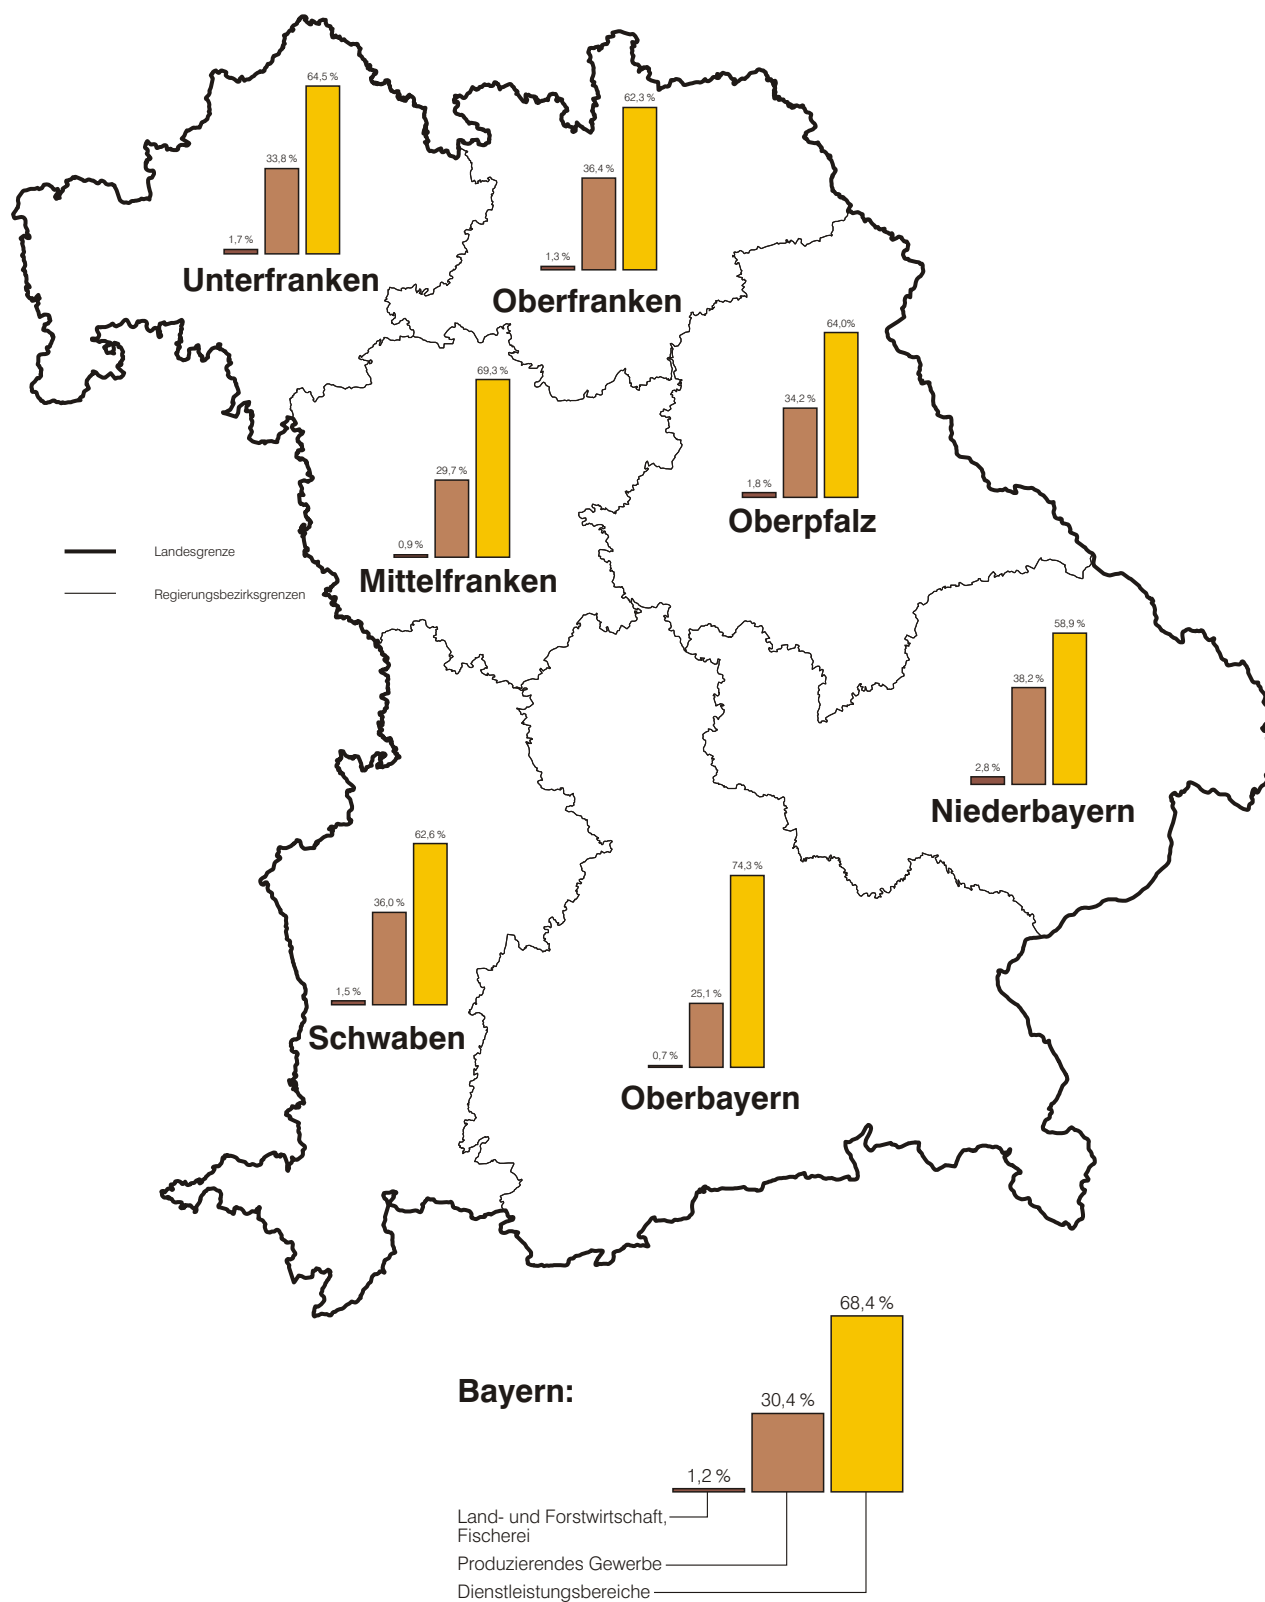 64,5 %
33,8 %
1,7 %
Unterfranken
62,3 %
36,4 %
1,3 %
Oberfranken
64,0%
34,2 %
1,8 %
Oberpfalz
69,3 %
29,7 %
0,9 %
Mittelfranken
Landesgrenze
Regierungsbezirksgrenzen
58,9 %
38,2 %
2,8 %
Niederbayern
62,6 %
36,0 %
1,5 %
Schwaben
74,3 %
25,1 %
0,7 %
Oberbayern
Bayern:
68,4 %
30,4 %
1,2 %
Land- und Forstwirtschaft,
Fischerei
Produzierendes Gewerbe
Dienstleistungsbereiche